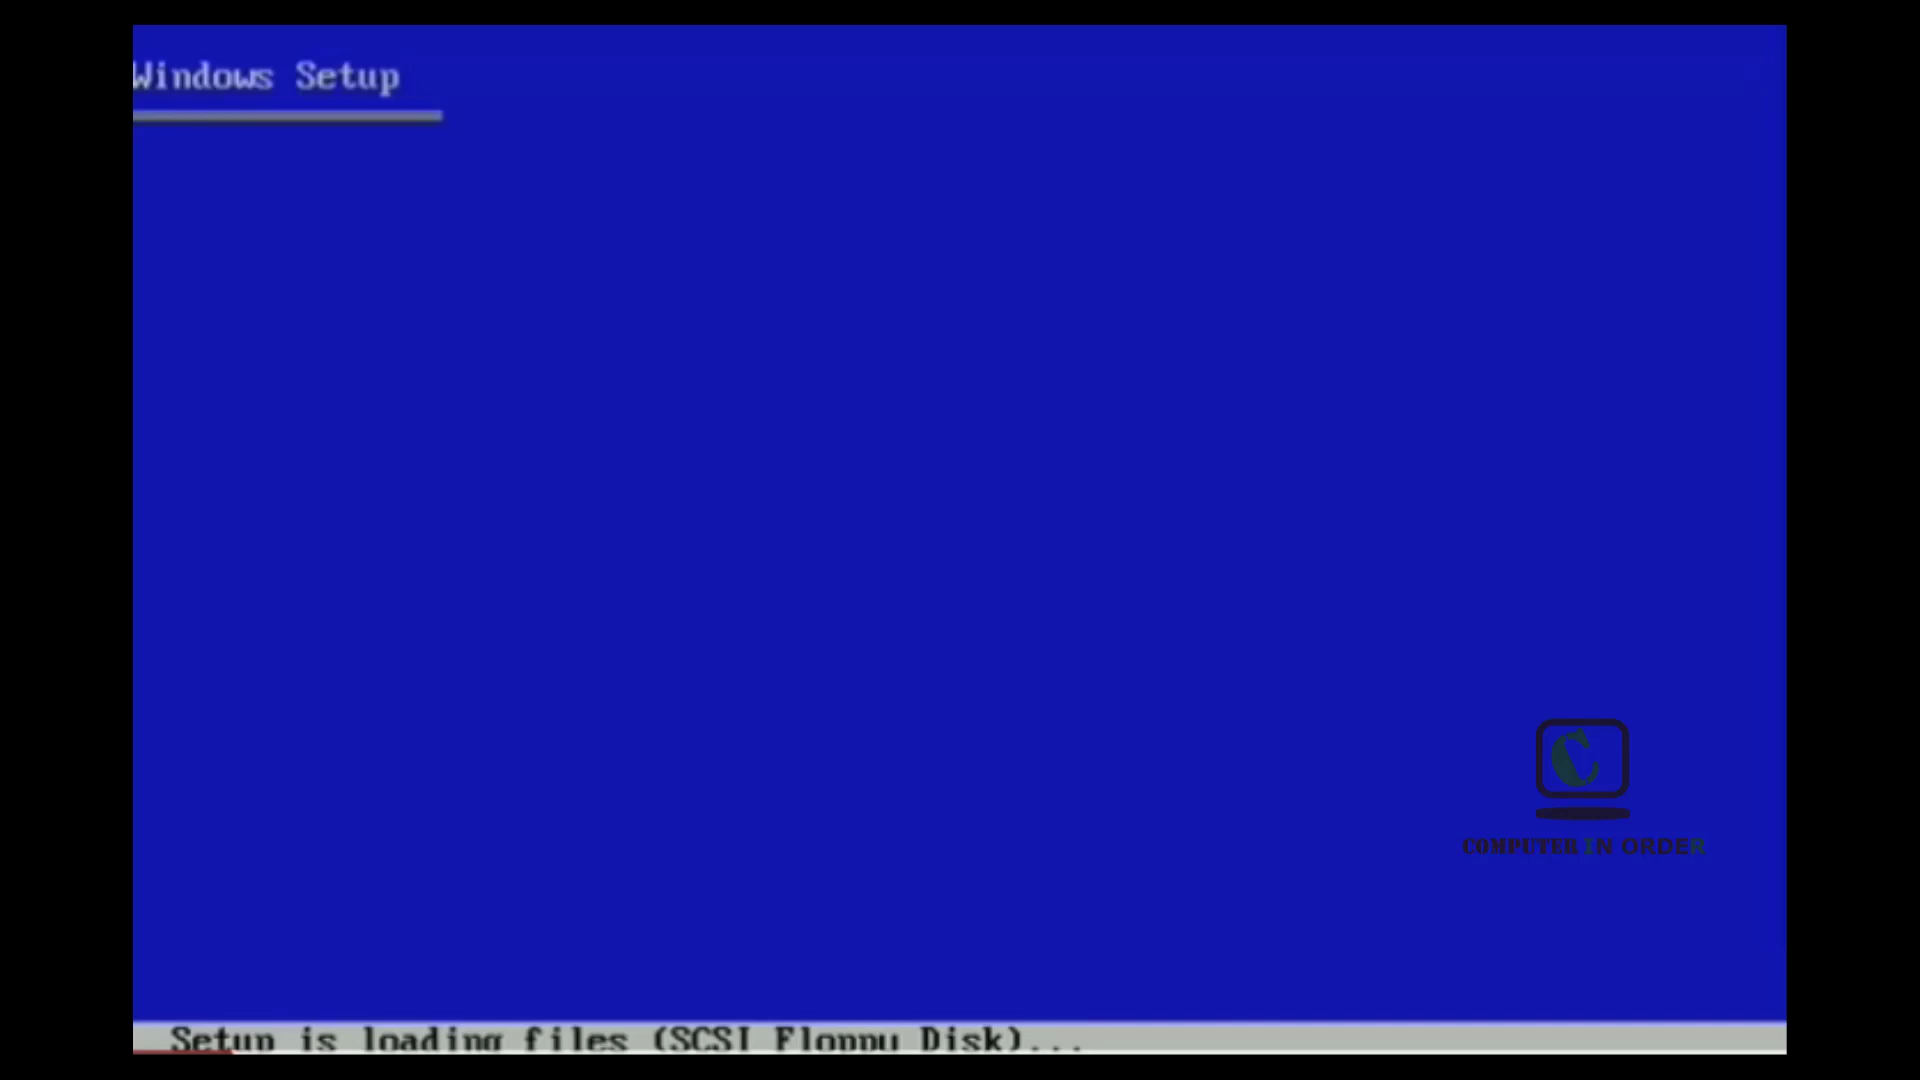 Windows Setup
C
COMPUTER IN ORDER
Setup is loading files (SCSI Floppy Disk)...